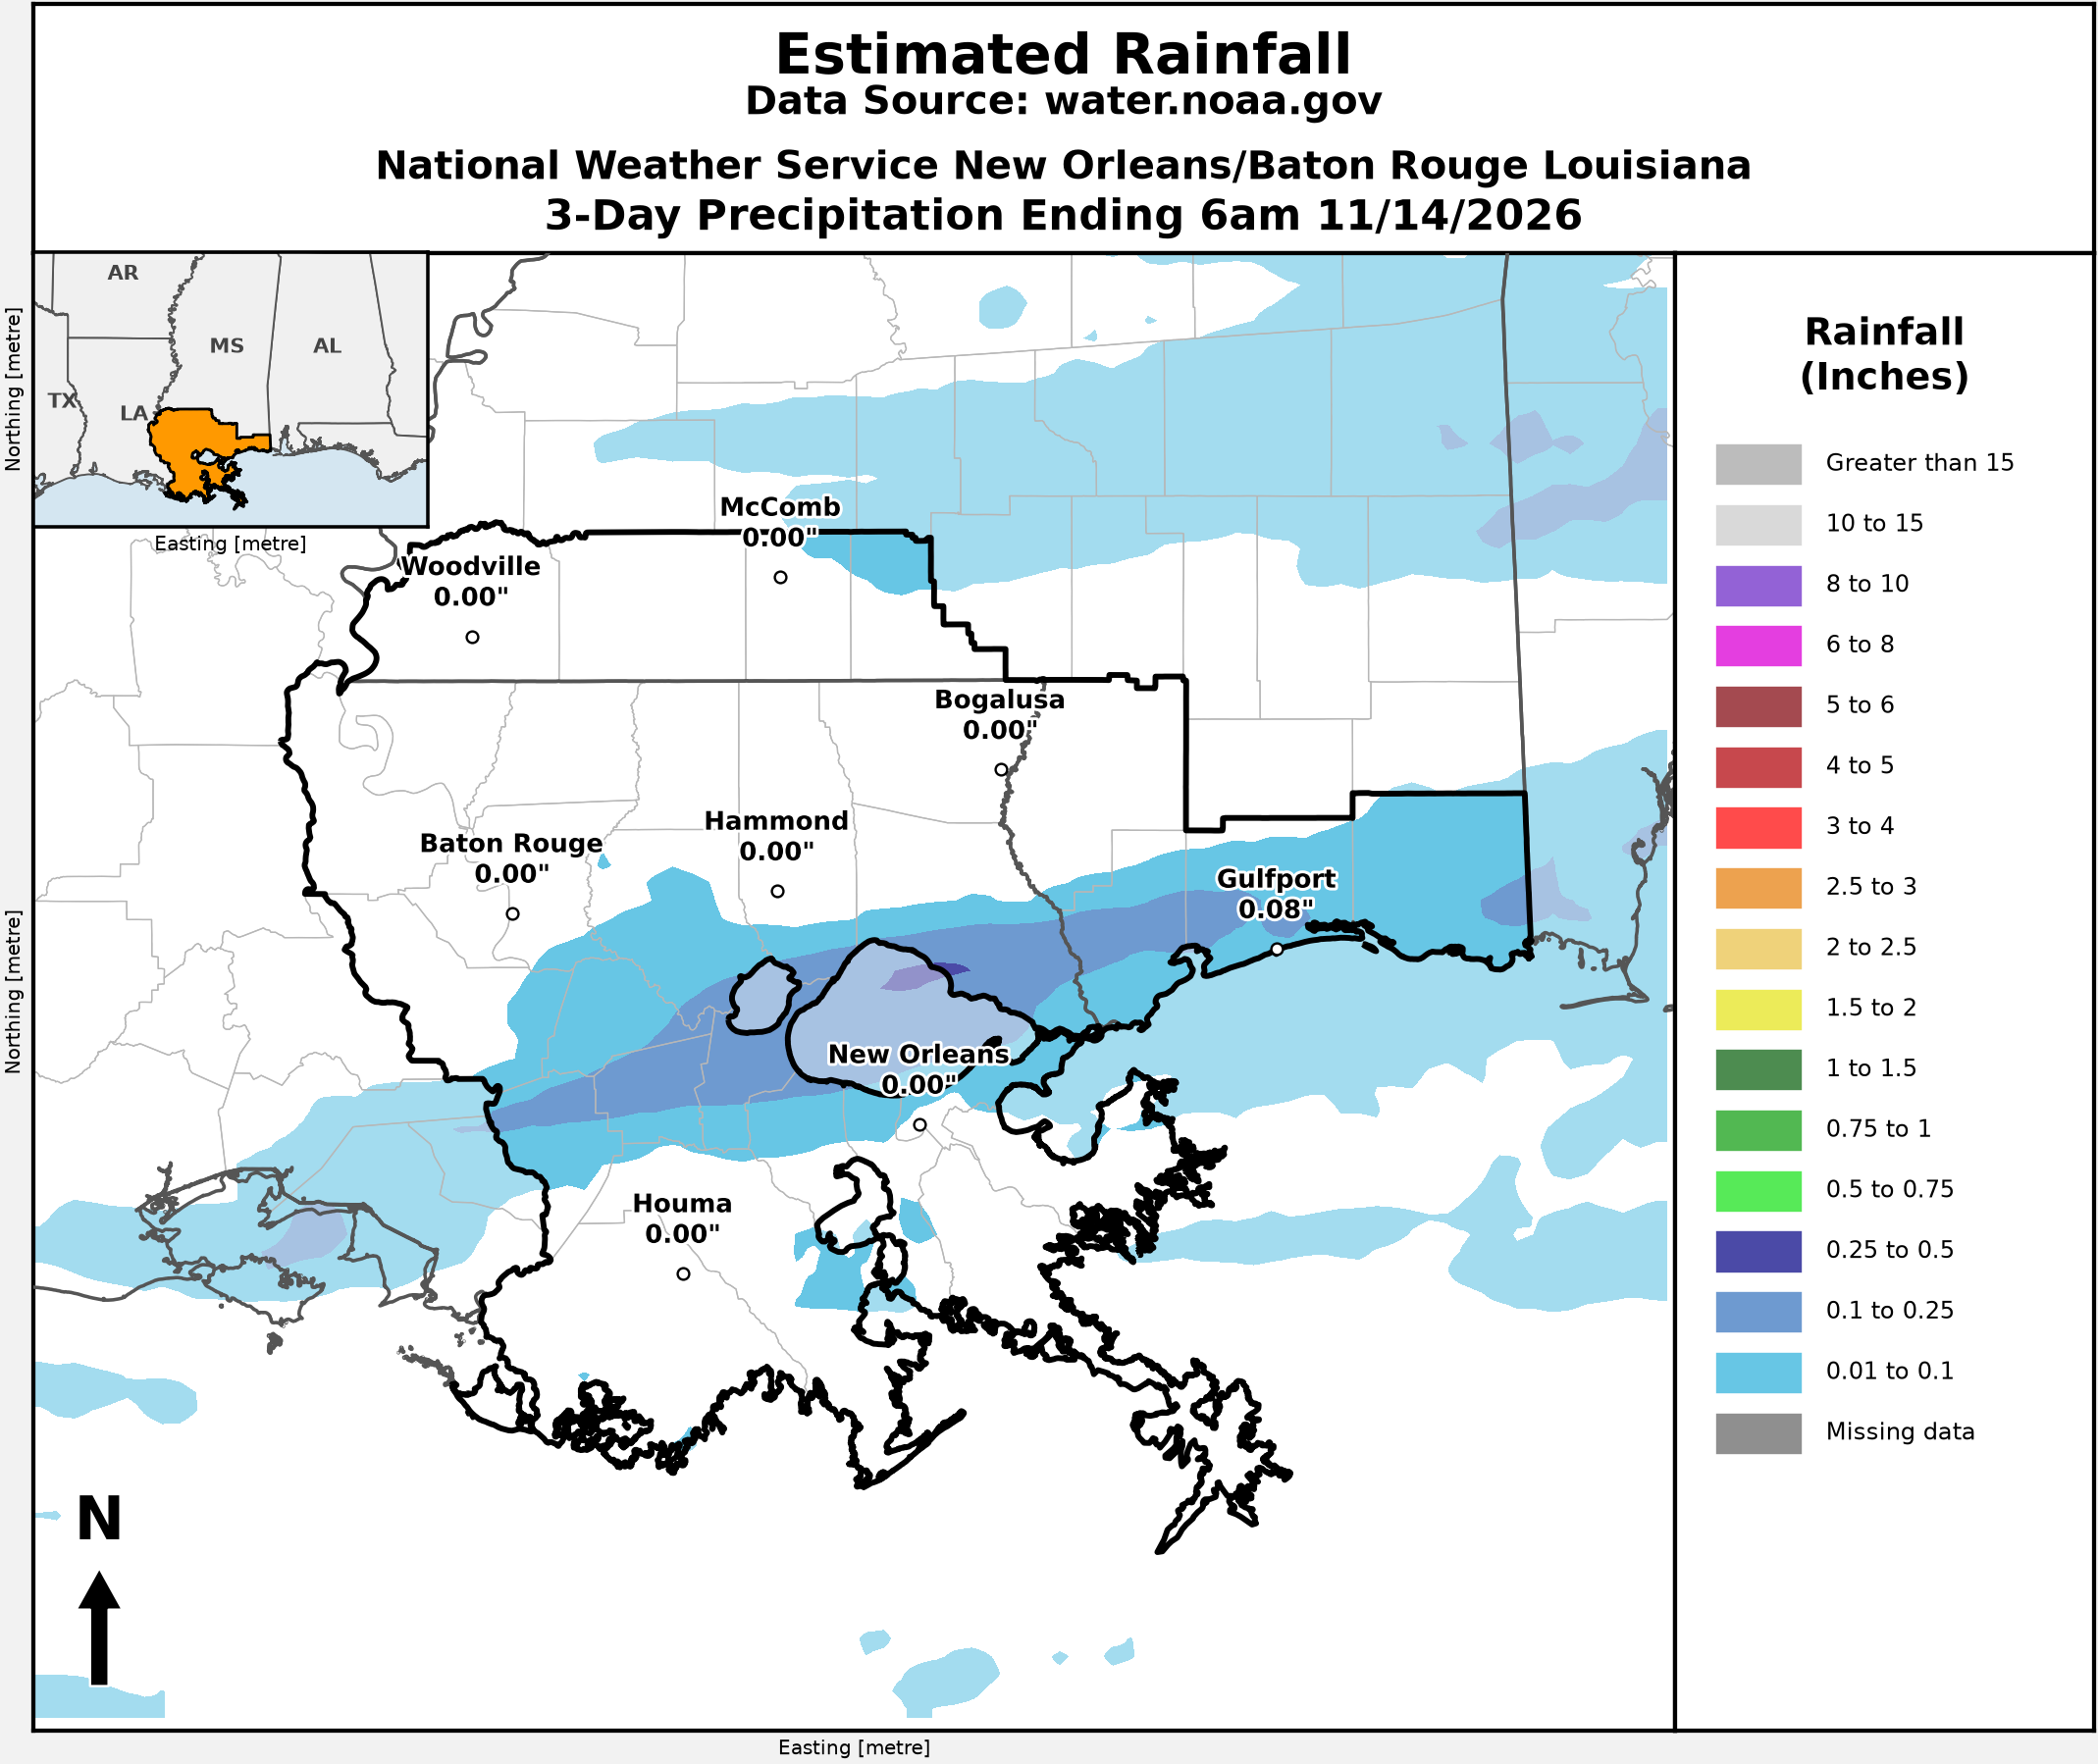 Estimated Rainfall
Data Source: water.noaa.gov
National Weather Service New Orleans/Baton Rouge Louisiana
3-Day Precipitation Ending 6am 11/14/2026
AR
MS
AL
TX
LA
Easting [metre]
Northing [metre]
Northing [metre]
McComb
0.00"
Woodville
0.00"
Bogalusa
0.00"
Hammond
0.00"
Baton Rouge
0.00"
Gulfport
0.08"
New Orleans
0.00"
Houma
0.00"
N
Easting [metre]
Rainfall
(Inches)
Greater than 15
10 to 15
8 to 10
6 to 8
5 to 6
4 to 5
3 to 4
2.5 to 3
2 to 2.5
1.5 to 2
1 to 1.5
0.75 to 1
0.5 to 0.75
0.25 to 0.5
0.1 to 0.25
0.01 to 0.1
Missing data